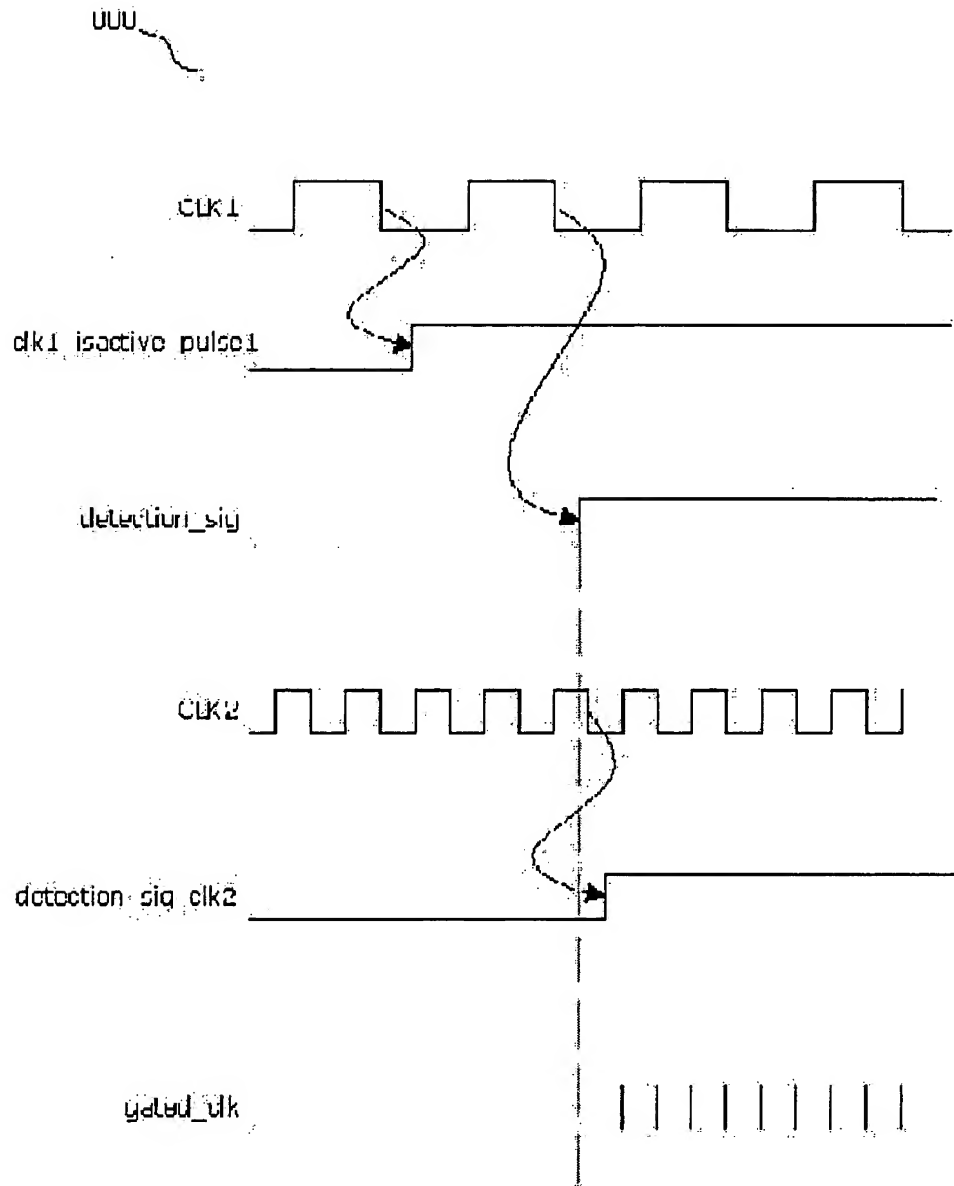 CLK1
clk1_isactive_pulse1
detection_sig
CLK2
detection_sig_clk2
gated_clk